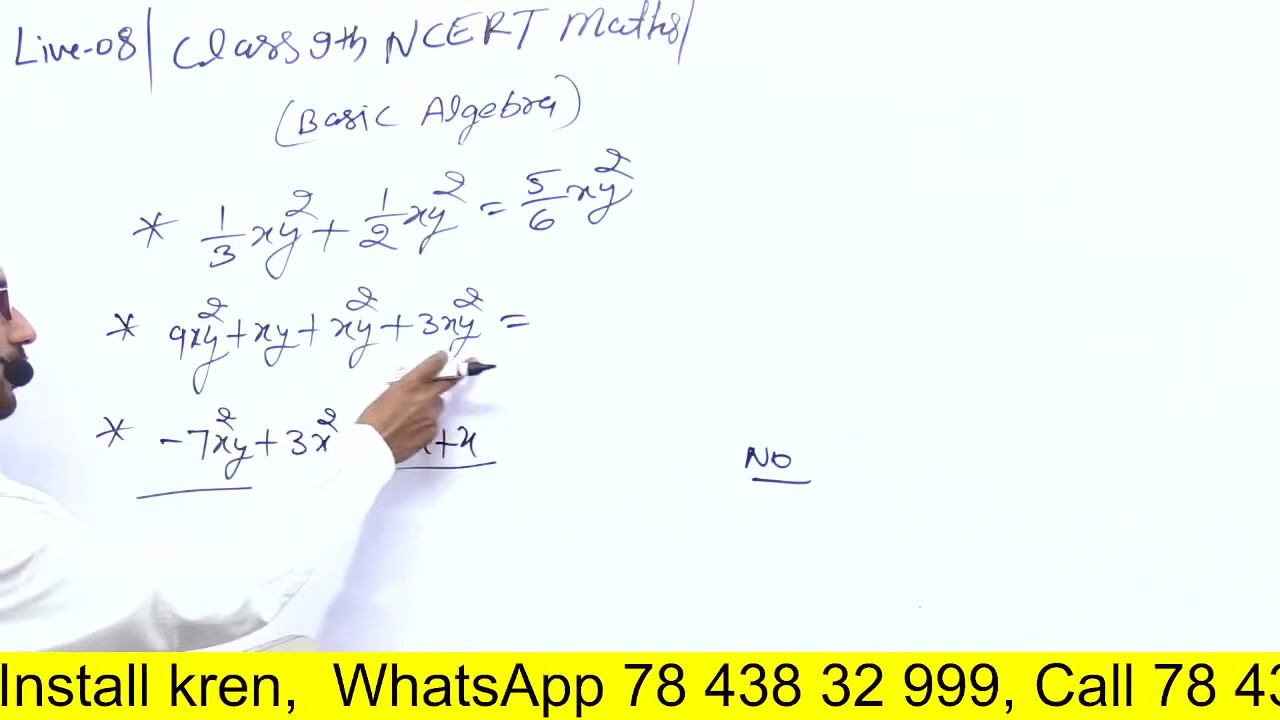 Live-08 | Class 9th NCERT Maths |
(Basic Algebra)
* 1/3 xy² + 1/2 xy² = 5/6 xy²
* 9xy² + xy + x²y + 3xy² =
* -7x²y + 3x² +x
NO
Install kren, WhatsApp 78 438 32 999, Call 78 43